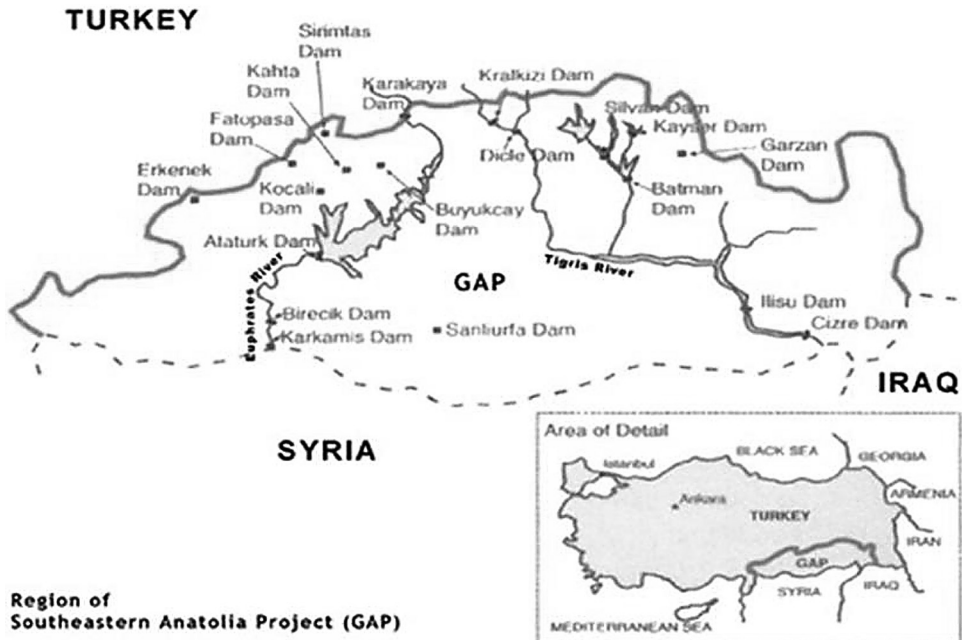 TURKEY
Sirimtas
Dam
Kahta
Dam
Karakaya
Dam
Kralkizi Dam
Fatopasa
Dam
Silvan Dam
Kayser Dam
Garzan
Dam
Erkenek
Dam
Kocali
Dam
Dicle Dam
Batman
Dam
Buyukcay
Dam
Ataturk Dam
Euphrates River
GAP
Tigris River
Birecik Dam
Karkamis Dam
Sanliurfa Dam
Ilisu Dam
Cizre Dam
IRAQ
SYRIA
Area of Detail
BLACK SEA
GEORGIA
Istanbul
ARMENIA
Ankara
TURKEY
IRAN
GAP
SYRIA
IRAQ
MEDITERRANEAN SEA
Region of
Southeastern Anatolia Project (GAP)